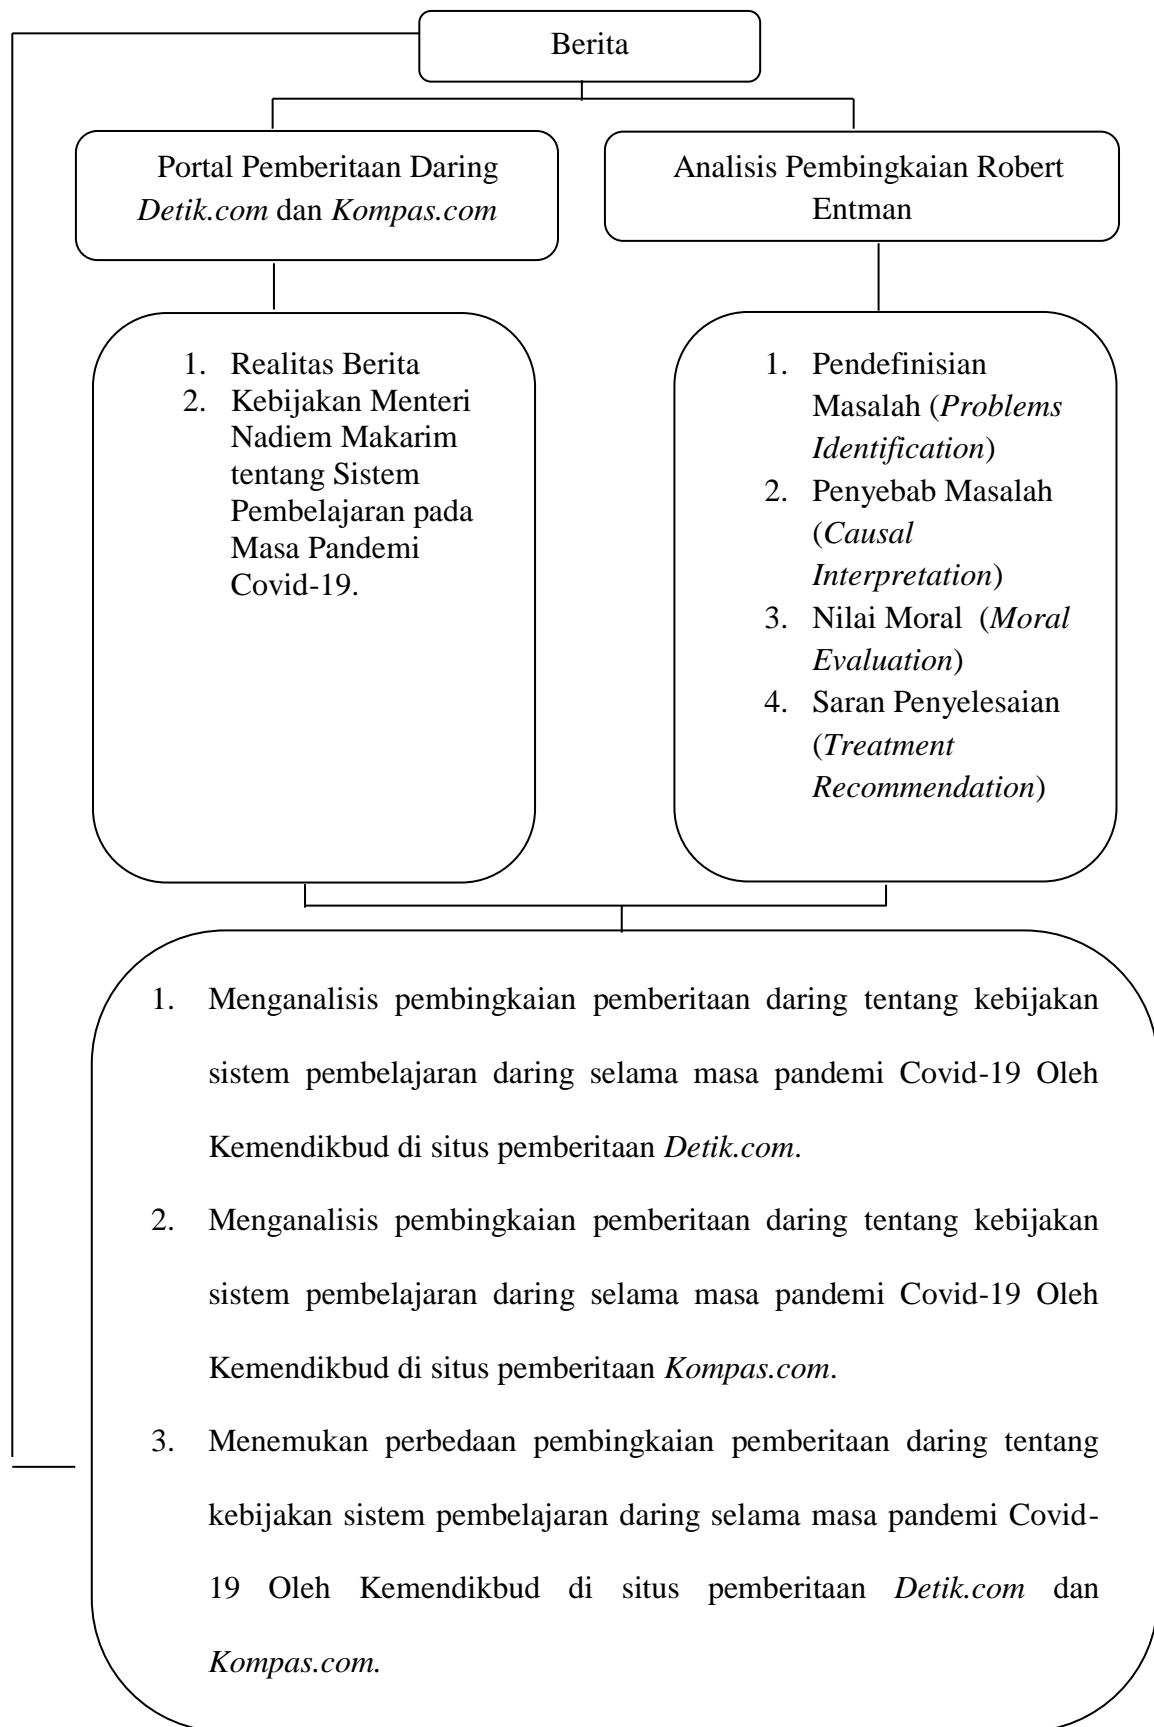 Berita
Portal Pemberitaan Daring
Detik.com dan Kompas.com
Analisis Pembingkaian Robert
Entman
1. Realitas Berita
2. Kebijakan Menteri
Nadiem Makarim
tentang Sistem
Pembelajaran pada
Masa Pandemi
Covid-19.
1. Pendefinisian
Masalah (Problems
Identification)
2. Penyebab Masalah
(Causal
Interpretation)
3. Nilai Moral (Moral
Evaluation)
4. Saran Penyelesaian
(Treatment
Recommendation)
1. Menganalisis pembingkaian pemberitaan daring tentang kebijakan
sistem pembelajaran daring selama masa pandemi Covid-19 Oleh
Kemendikbud di situs pemberitaan Detik.com.
2. Menganalisis pembingkaian pemberitaan daring tentang kebijakan
sistem pembelajaran daring selama masa pandemi Covid-19 Oleh
Kemendikbud di situs pemberitaan Kompas.com.
3. Menemukan perbedaan pembingkaian pemberitaan daring tentang
kebijakan sistem pembelajaran daring selama masa pandemi Covid-
19 Oleh Kemendikbud di situs pemberitaan Detik.com dan
Kompas.com.